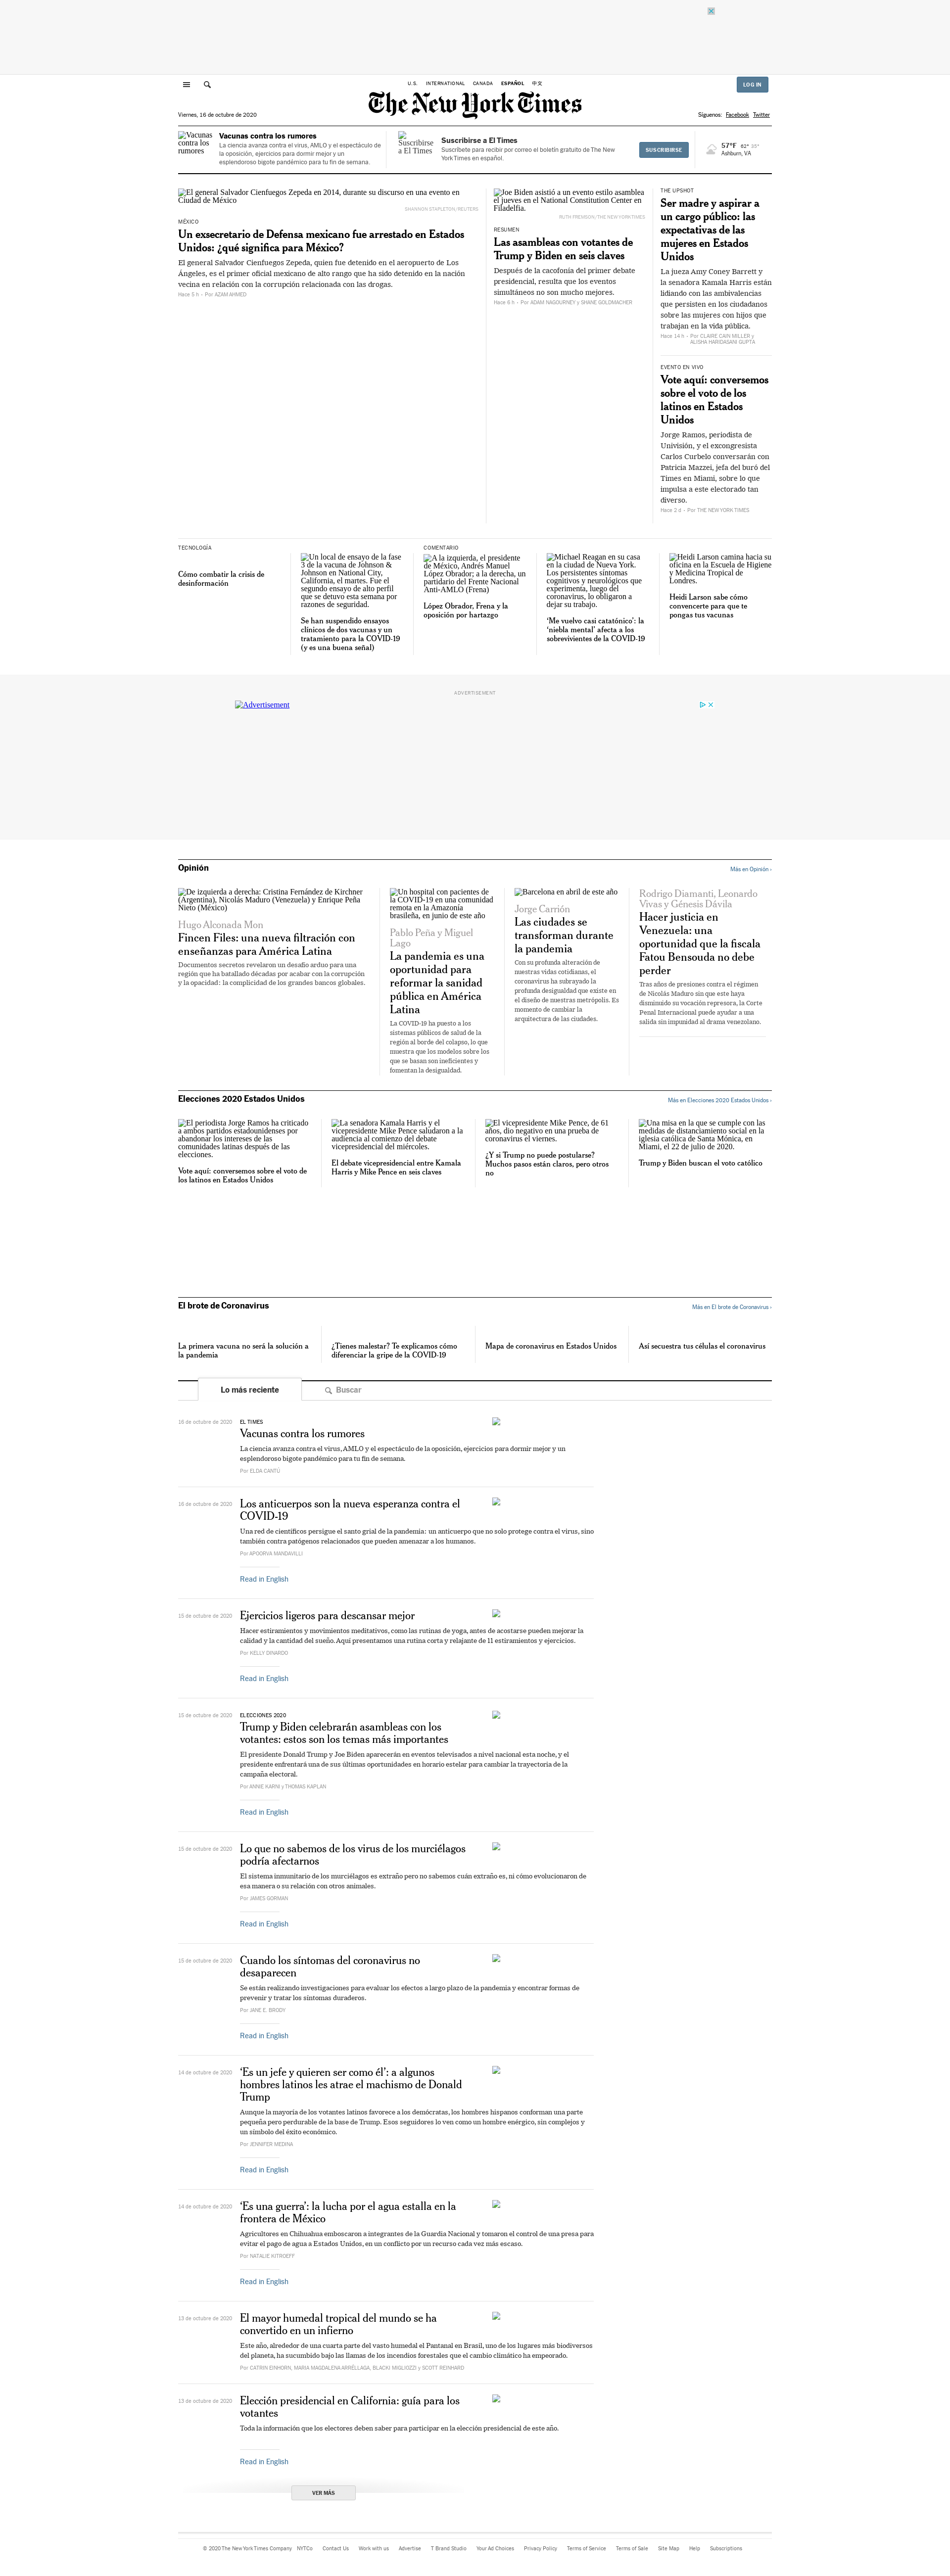 U.S. INTERNATIONAL CANADA ESPAÑOL 中文
LOG IN
The New York Times
Viernes, 16 de octubre de 2020
Síguenos: Facebook Twitter
Vacunas contra los rumores
Vacunas contra los rumores
La ciencia avanza contra el virus, AMLO y el espectáculo de la oposición, ejercicios para dormir mejor y un esplendoroso bigote pandémico para tu fin de semana.
Suscribirse a El Times
Suscribirse a El Times
Suscríbete para recibir por correo el boletín gratuito de The New York Times en español.
SUSCRIBIRSE
57°F 82° 55°
Ashburn, VA
El general Salvador Cienfuegos Zepeda en 2014, durante su discurso en una evento en Ciudad de México
SHANNON STAPLETON/REUTERS
MÉXICO
Un exsecretario de Defensa mexicano fue arrestado en Estados Unidos: ¿qué significa para México?
El general Salvador Cienfuegos Zepeda, quien fue detenido en el aeropuerto de Los Ángeles, es el primer oficial mexicano de alto rango que ha sido detenido en la nación vecina en relación con la corrupción relacionada con las drogas.
Hace 5 h - Por AZAM AHMED
Joe Biden asistió a un evento estilo asamblea el jueves en el National Constitution Center en Filadelfia.
RUTH FREMSON/THE NEW YORK TIMES
RESUMEN
Las asambleas con votantes de Trump y Biden en seis claves
Después de la cacofonía del primer debate presidencial, resulta que los eventos simultáneos no son mucho mejores.
Hace 6 h - Por ADAM NAGOURNEY y SHANE GOLDMACHER
THE UPSHOT
Ser madre y aspirar a un cargo público: las expectativas de las mujeres en Estados Unidos
La jueza Amy Coney Barrett y la senadora Kamala Harris están lidiando con las ambivalencias que persisten en los ciudadanos sobre las mujeres con hijos que trabajan en la vida pública.
Hace 14 h - Por CLAIRE CAIN MILLER y ALISHA HARIDASANI GUPTA
EVENTO EN VIVO
Vote aquí: conversemos sobre el voto de los latinos en Estados Unidos
Jorge Ramos, periodista de Univisión, y el excongresista Carlos Curbelo conversarán con Patricia Mazzei, jefa del buró del Times en Miami, sobre lo que impulsa a este electorado tan diverso.
Hace 2 d - Por THE NEW YORK TIMES
TECNOLOGÍA
Cómo combatir la crisis de desinformación
Un local de ensayo de la fase 3 de la vacuna de Johnson & Johnson en National City, California, el martes. Fue el segundo ensayo de alto perfil que se detuvo esta semana por razones de seguridad.
Se han suspendido ensayos clínicos de dos vacunas y un tratamiento para la COVID-19 (y es una buena señal)
COMENTARIO
A la izquierda, el presidente de México, Andrés Manuel López Obrador; a la derecha, un partidario del Frente Nacional Anti-AMLO (Frena)
López Obrador, Frena y la oposición por hartazgo
Michael Reagan en su casa en la ciudad de Nueva York. Los persistentes síntomas cognitivos y neurológicos que experimenta, luego del coronavirus, lo obligaron a dejar su trabajo.
'Me vuelvo casi catatónico': la 'niebla mental' afecta a los sobrevivientes de la COVID-19
Heidi Larson camina hacia su oficina en la Escuela de Higiene y Medicina Tropical de Londres.
Heidi Larson sabe cómo convencerte para que te pongas tus vacunas
ADVERTISEMENT
Advertisement
Opinión
Más en Opinión ›
De izquierda a derecha: Cristina Fernández de Kirchner (Argentina), Nicolás Maduro (Venezuela) y Enrique Peña Nieto (México)
Hugo Alconada Mon
Fincen Files: una nueva filtración con enseñanzas para América Latina
Documentos secretos revelaron un desafío arduo para una región que ha batallado décadas por acabar con la corrupción y la opacidad: la complicidad de los grandes bancos globales.
Un hospital con pacientes de la COVID-19 en una comunidad remota en la Amazonía brasileña, en junio de este año
Pablo Peña y Miguel Lago
La pandemia es una oportunidad para reformar la sanidad pública en América Latina
La COVID-19 ha puesto a los sistemas públicos de salud de la región al borde del colapso, lo que muestra que los modelos sobre los que se basan son ineficientes y fomentan la desigualdad.
Barcelona en abril de este año
Jorge Carrión
Las ciudades se transforman durante la pandemia
Con su profunda alteración de nuestras vidas cotidianas, el coronavirus ha subrayado la profunda desigualdad que existe en el diseño de nuestras metrópolis. Es momento de cambiar la arquitectura de las ciudades.
Rodrigo Diamanti, Leonardo Vivas y Génesis Dávila
Hacer justicia en Venezuela: una oportunidad que la fiscala Fatou Bensouda no debe perder
Tras años de presiones contra el régimen de Nicolás Maduro sin que este haya disminuido su vocación represora, la Corte Penal Internacional puede ayudar a una salida sin impunidad al drama venezolano.
Elecciones 2020 Estados Unidos
Más en Elecciones 2020 Estados Unidos ›
El periodista Jorge Ramos ha criticado a ambos partidos estadounidenses por abandonar los intereses de las comunidades latinas después de las elecciones.
Vote aquí: conversemos sobre el voto de los latinos en Estados Unidos
La senadora Kamala Harris y el vicepresidente Mike Pence saludaron a la audiencia al comienzo del debate vicepresidencial del miércoles.
El debate vicepresidencial entre Kamala Harris y Mike Pence en seis claves
El vicepresidente Mike Pence, de 61 años, dio negativo en una prueba de coronavirus el viernes.
¿Y si Trump no puede postularse? Muchos pasos están claros, pero otros no
Una misa en la que se cumple con las medidas de distanciamiento social en la iglesia católica de Santa Mónica, en Miami, el 22 de julio de 2020.
Trump y Biden buscan el voto católico
El brote de Coronavirus
Más en El brote de Coronavirus ›
La primera vacuna no será la solución a la pandemia
¿Tienes malestar? Te explicamos cómo diferenciar la gripe de la COVID-19
Mapa de coronavirus en Estados Unidos
Así secuestra tus células el coronavirus
Lo más reciente
Buscar
16 de octubre de 2020
EL TIMES
Vacunas contra los rumores
La ciencia avanza contra el virus, AMLO y el espectáculo de la oposición, ejercicios para dormir mejor y un esplendoroso bigote pandémico para tu fin de semana.
Por ELDA CANTÚ
16 de octubre de 2020
Los anticuerpos son la nueva esperanza contra el COVID-19
Una red de científicos persigue el santo grial de la pandemia: un anticuerpo que no solo protege contra el virus, sino también contra patógenos relacionados que pueden amenazar a los humanos.
Por APOORVA MANDAVILLI
Read in English
15 de octubre de 2020
Ejercicios ligeros para descansar mejor
Hacer estiramientos y movimientos meditativos, como las rutinas de yoga, antes de acostarse pueden mejorar la calidad y la cantidad del sueño. Aquí presentamos una rutina corta y relajante de 11 estiramientos y ejercicios.
Por KELLY DINARDO
Read in English
15 de octubre de 2020
ELECCIONES 2020
Trump y Biden celebrarán asambleas con los votantes: estos son los temas más importantes
El presidente Donald Trump y Joe Biden aparecerán en eventos televisados a nivel nacional esta noche, y el presidente enfrentará una de sus últimas oportunidades en horario estelar para cambiar la trayectoria de la campaña electoral.
Por ANNIE KARNI y THOMAS KAPLAN
Read in English
15 de octubre de 2020
Lo que no sabemos de los virus de los murciélagos podría afectarnos
El sistema inmunitario de los murciélagos es extraño pero no sabemos cuán extraño es, ni cómo evolucionaron de esa manera o su relación con otros animales.
Por JAMES GORMAN
Read in English
15 de octubre de 2020
Cuando los síntomas del coronavirus no desaparecen
Se están realizando investigaciones para evaluar los efectos a largo plazo de la pandemia y encontrar formas de prevenir y tratar los síntomas duraderos.
Por JANE E. BRODY
Read in English
14 de octubre de 2020
'Es un jefe y quieren ser como él': a algunos hombres latinos les atrae el machismo de Donald Trump
Aunque la mayoría de los votantes latinos favorece a los demócratas, los hombres hispanos conforman una parte pequeña pero perdurable de la base de Trump. Esos seguidores lo ven como un hombre enérgico, sin complejos y un símbolo del éxito económico.
Por JENNIFER MEDINA
Read in English
14 de octubre de 2020
'Es una guerra': la lucha por el agua estalla en la frontera de México
Agricultores en Chihuahua emboscaron a integrantes de la Guardia Nacional y tomaron el control de una presa para evitar el pago de agua a Estados Unidos, en un conflicto por un recurso cada vez más escaso.
Por NATALIE KITROEFF
Read in English
13 de octubre de 2020
El mayor humedal tropical del mundo se ha convertido en un infierno
Este año, alrededor de una cuarta parte del vasto humedal el Pantanal en Brasil, uno de los lugares más biodiversos del planeta, ha sucumbido bajo las llamas de los incendios forestales que el cambio climático ha empeorado.
Por CATRIN EINHORN, MARIA MAGDALENA ARRÉLLAGA, BLACKI MIGLIOZZI y SCOTT REINHARD
13 de octubre de 2020
Elección presidencial en California: guía para los votantes
Toda la información que los electores deben saber para participar en la elección presidencial de este año.
Read in English
VER MÁS
© 2020 The New York Times Company NYTCo Contact Us Work with us Advertise T Brand Studio Your Ad Choices Privacy Policy Terms of Service Terms of Sale Site Map Help Subscriptions